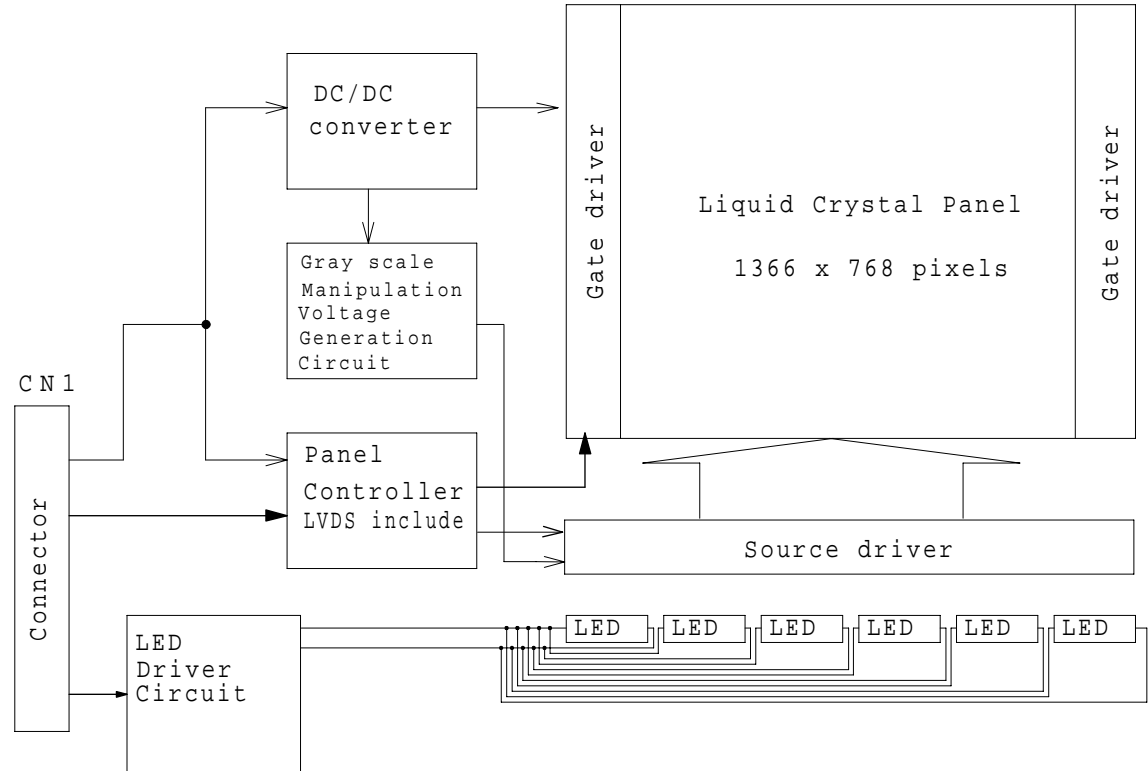 DC/DC
converter
Gate driver
Liquid Crystal Panel
1366 x 768 pixels
Gate driver
Gray scale
Manipulation
Voltage
Generation
Circuit
CN1
Connector
Panel
Controller
LVDS include
Source driver
LED
Driver
Circuit
LED
LED
LED
LED
LED
LED